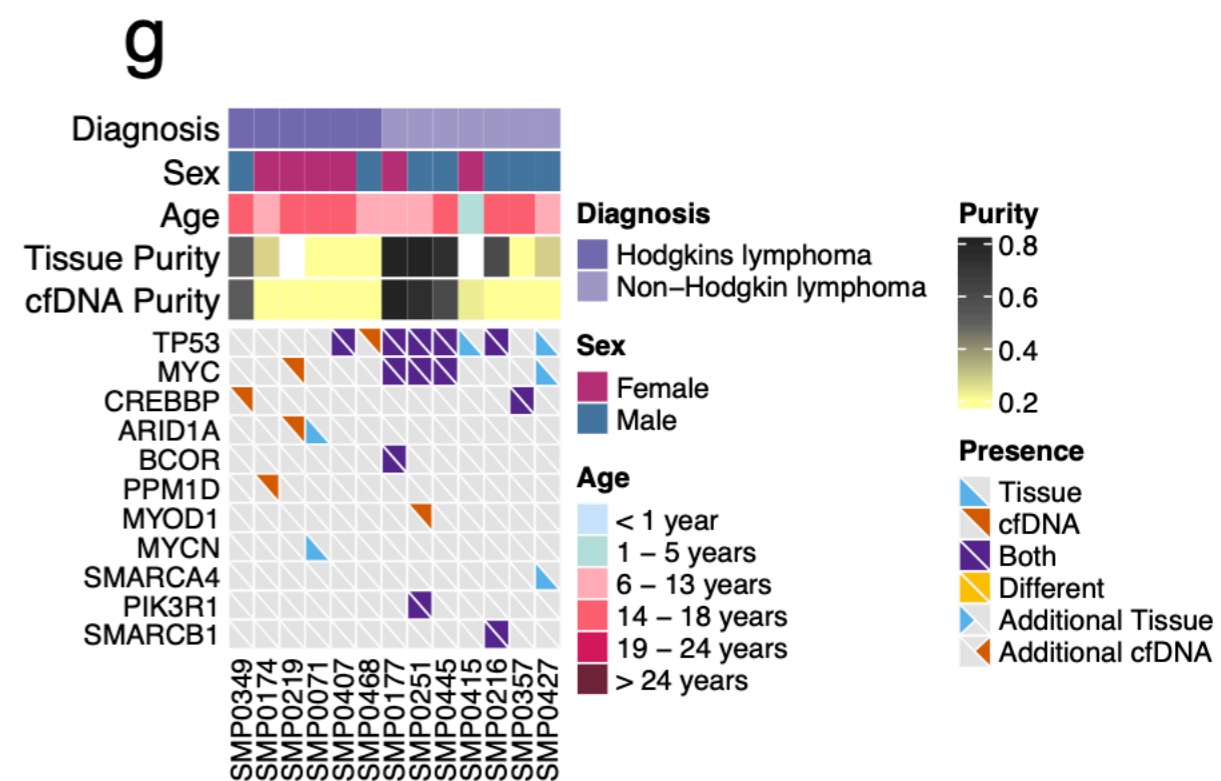 g
Diagnosis
Sex
Age
Tissue Purity
cfDNA Purity
TP53
MYC
CREBBP
ARID1A
BCOR
PPM1D
MYOD1
MYCN
SMARCA4
PIK3R1
SMARCB1
SMP0349
SMP0174
SMP0219
SMP0071
SMP0407
SMP0468
SMP0177
SMP0251
SMP0445
SMP0415
SMP0216
SMP0357
SMP0427
Diagnosis
Hodgkins lymphoma
Non−Hodgkin lymphoma
Sex
Female
Male
Age
< 1 year
1 − 5 years
6 − 13 years
14 − 18 years
19 − 24 years
> 24 years
Purity
0.8
0.6
0.4
0.2
Presence
Tissue
cfDNA
Both
Different
Additional Tissue
Additional cfDNA